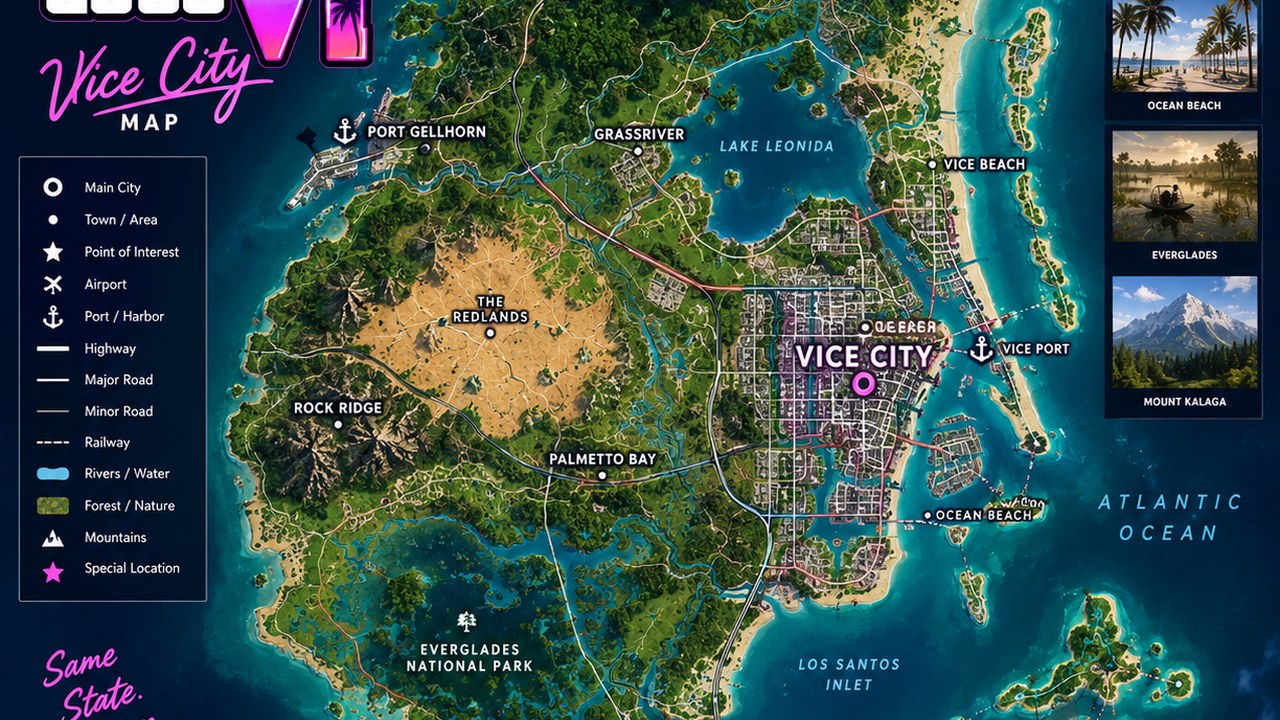 VI
Vice City
MAP
Main City
Town / Area
Point of Interest
Airport
Port / Harbor
Highway
Major Road
Minor Road
Railway
Rivers / Water
Forest / Nature
Mountains
Special Location
Same
State.
PORT GELLHORN
GRASSRIVER
LAKE LEONIDA
VICE BEACH
THE
REDLANDS
VICE CITY
VICE PORT
ROCK RIDGE
PALMETTO BAY
OCEAN BEACH
EVERGLADES
NATIONAL PARK
LOS SANTOS
INLET
ATLANTIC
OCEAN
OCEAN BEACH
EVERGLADES
MOUNT KALAGA